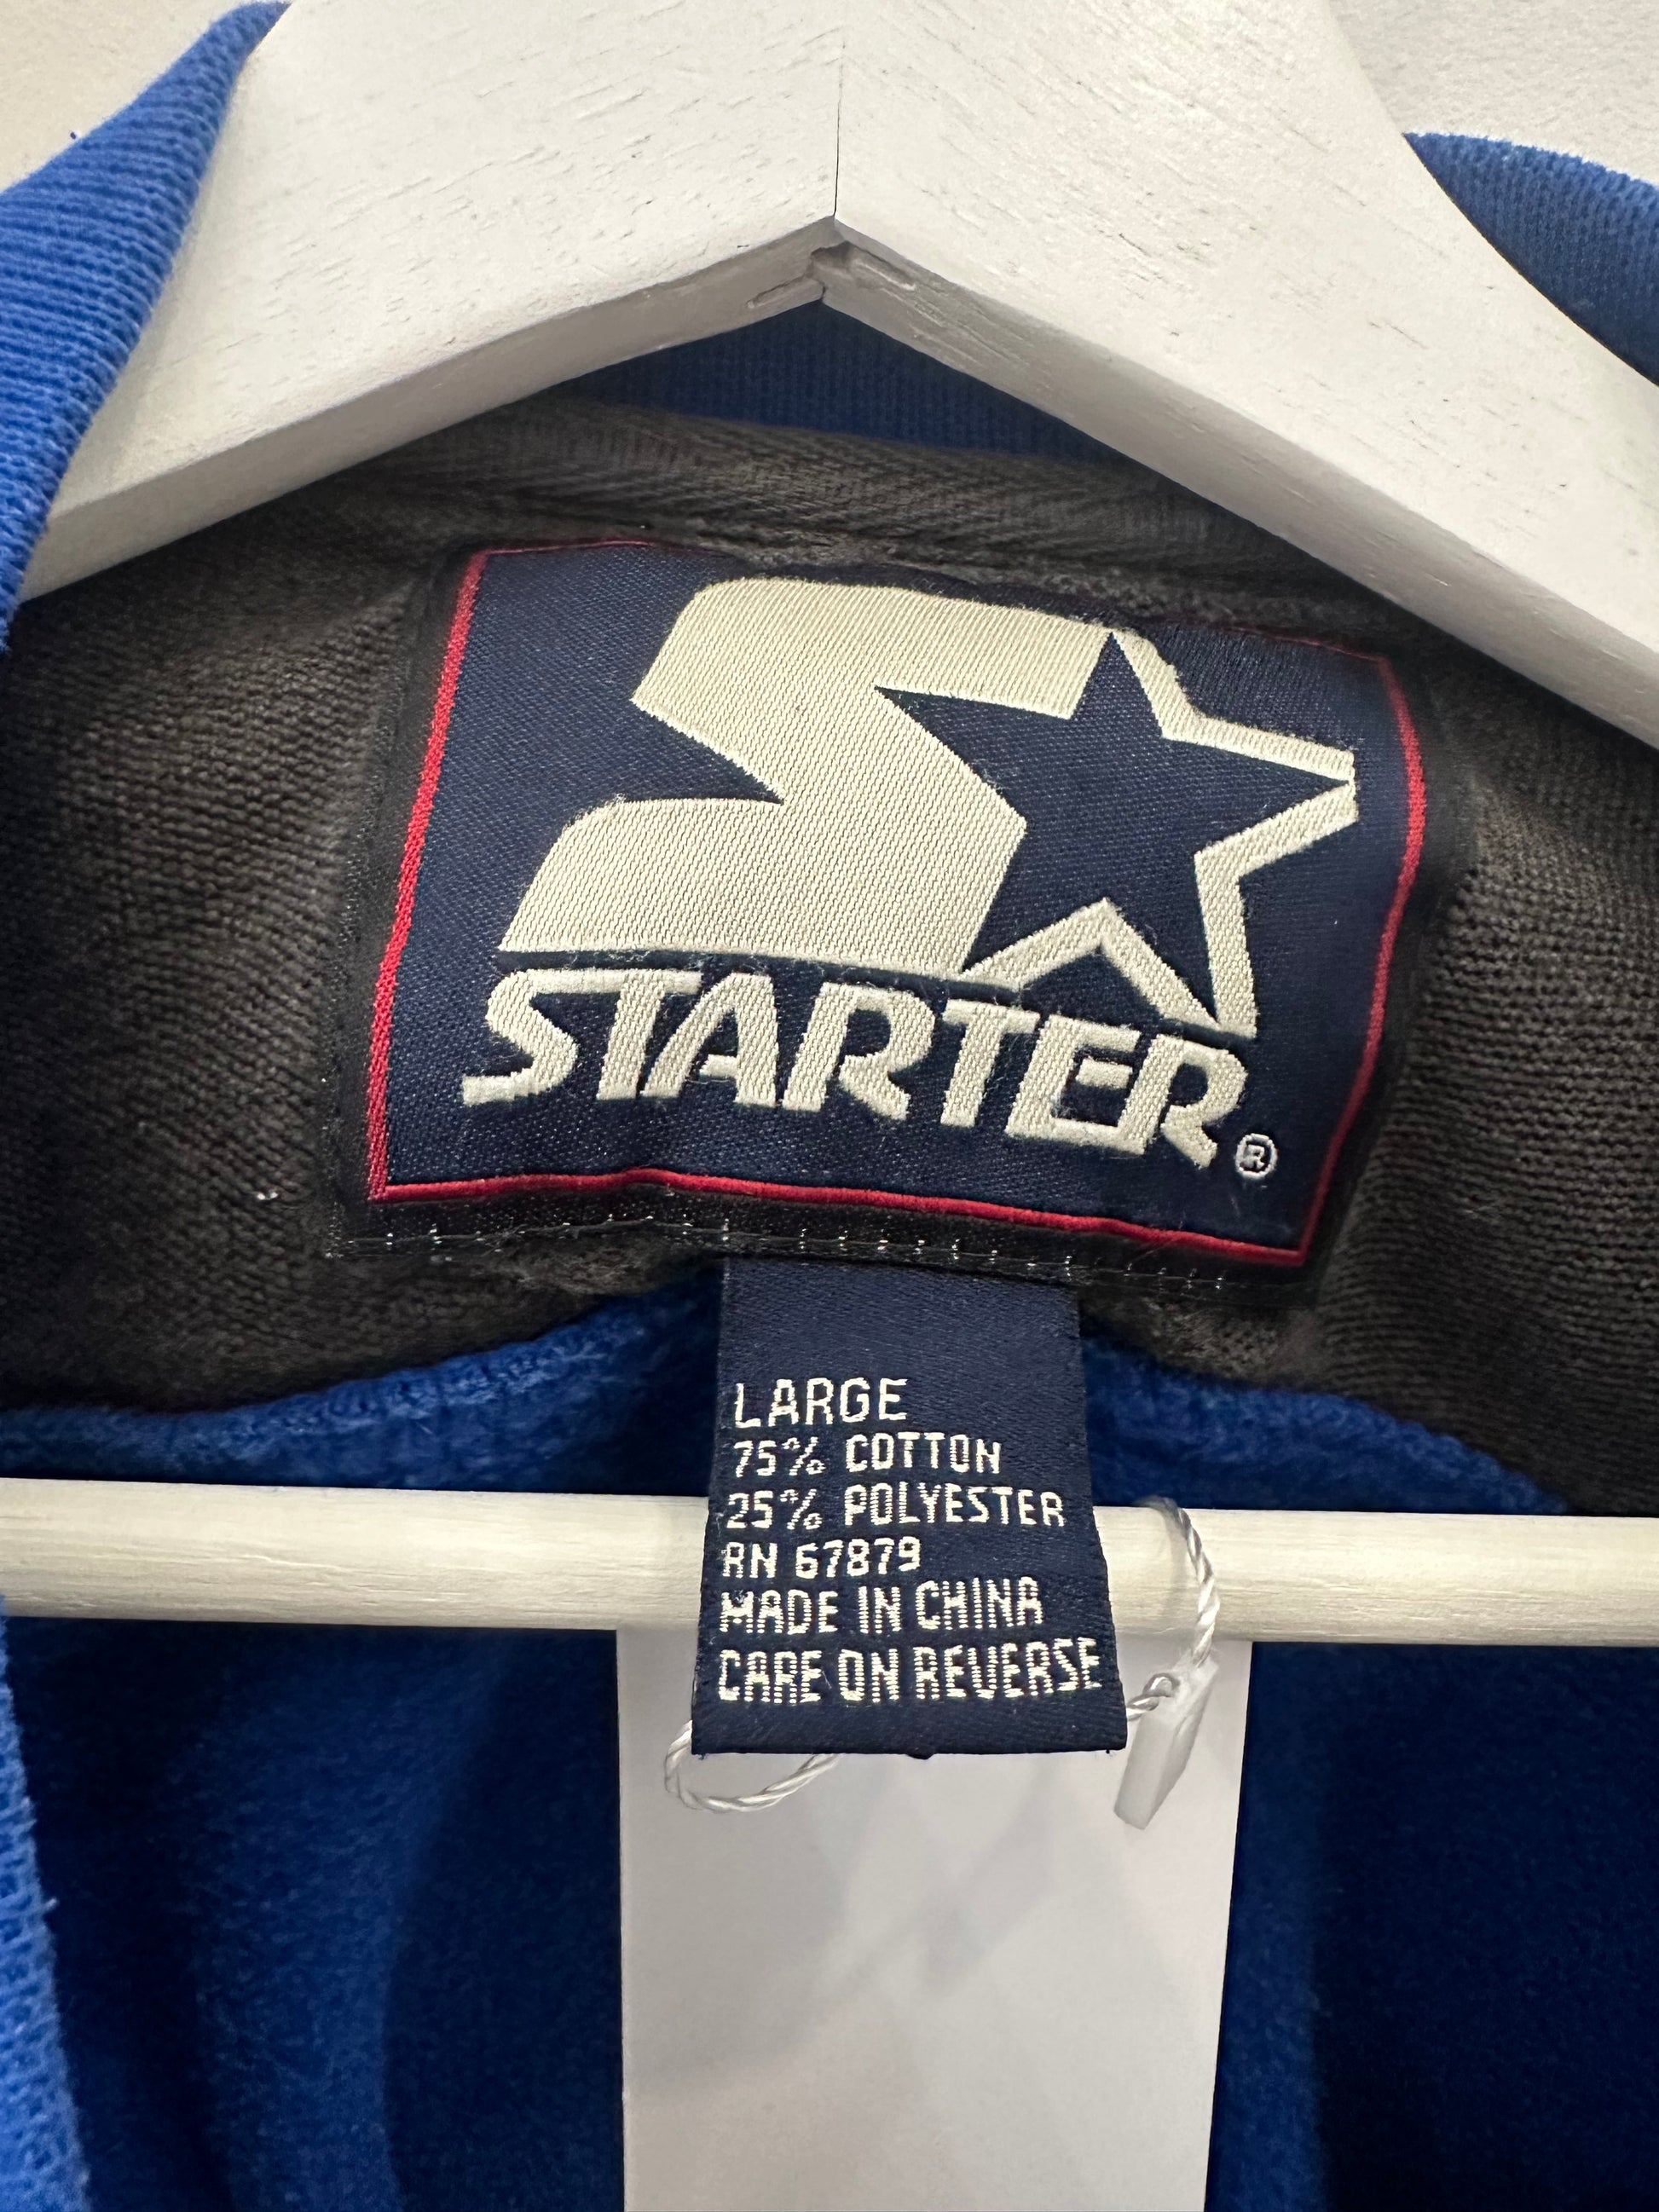 STARTER®
LARGE
75% COTTON
25% POLYESTER
RN 67879
MADE IN CHINA
CARE ON REVERSE